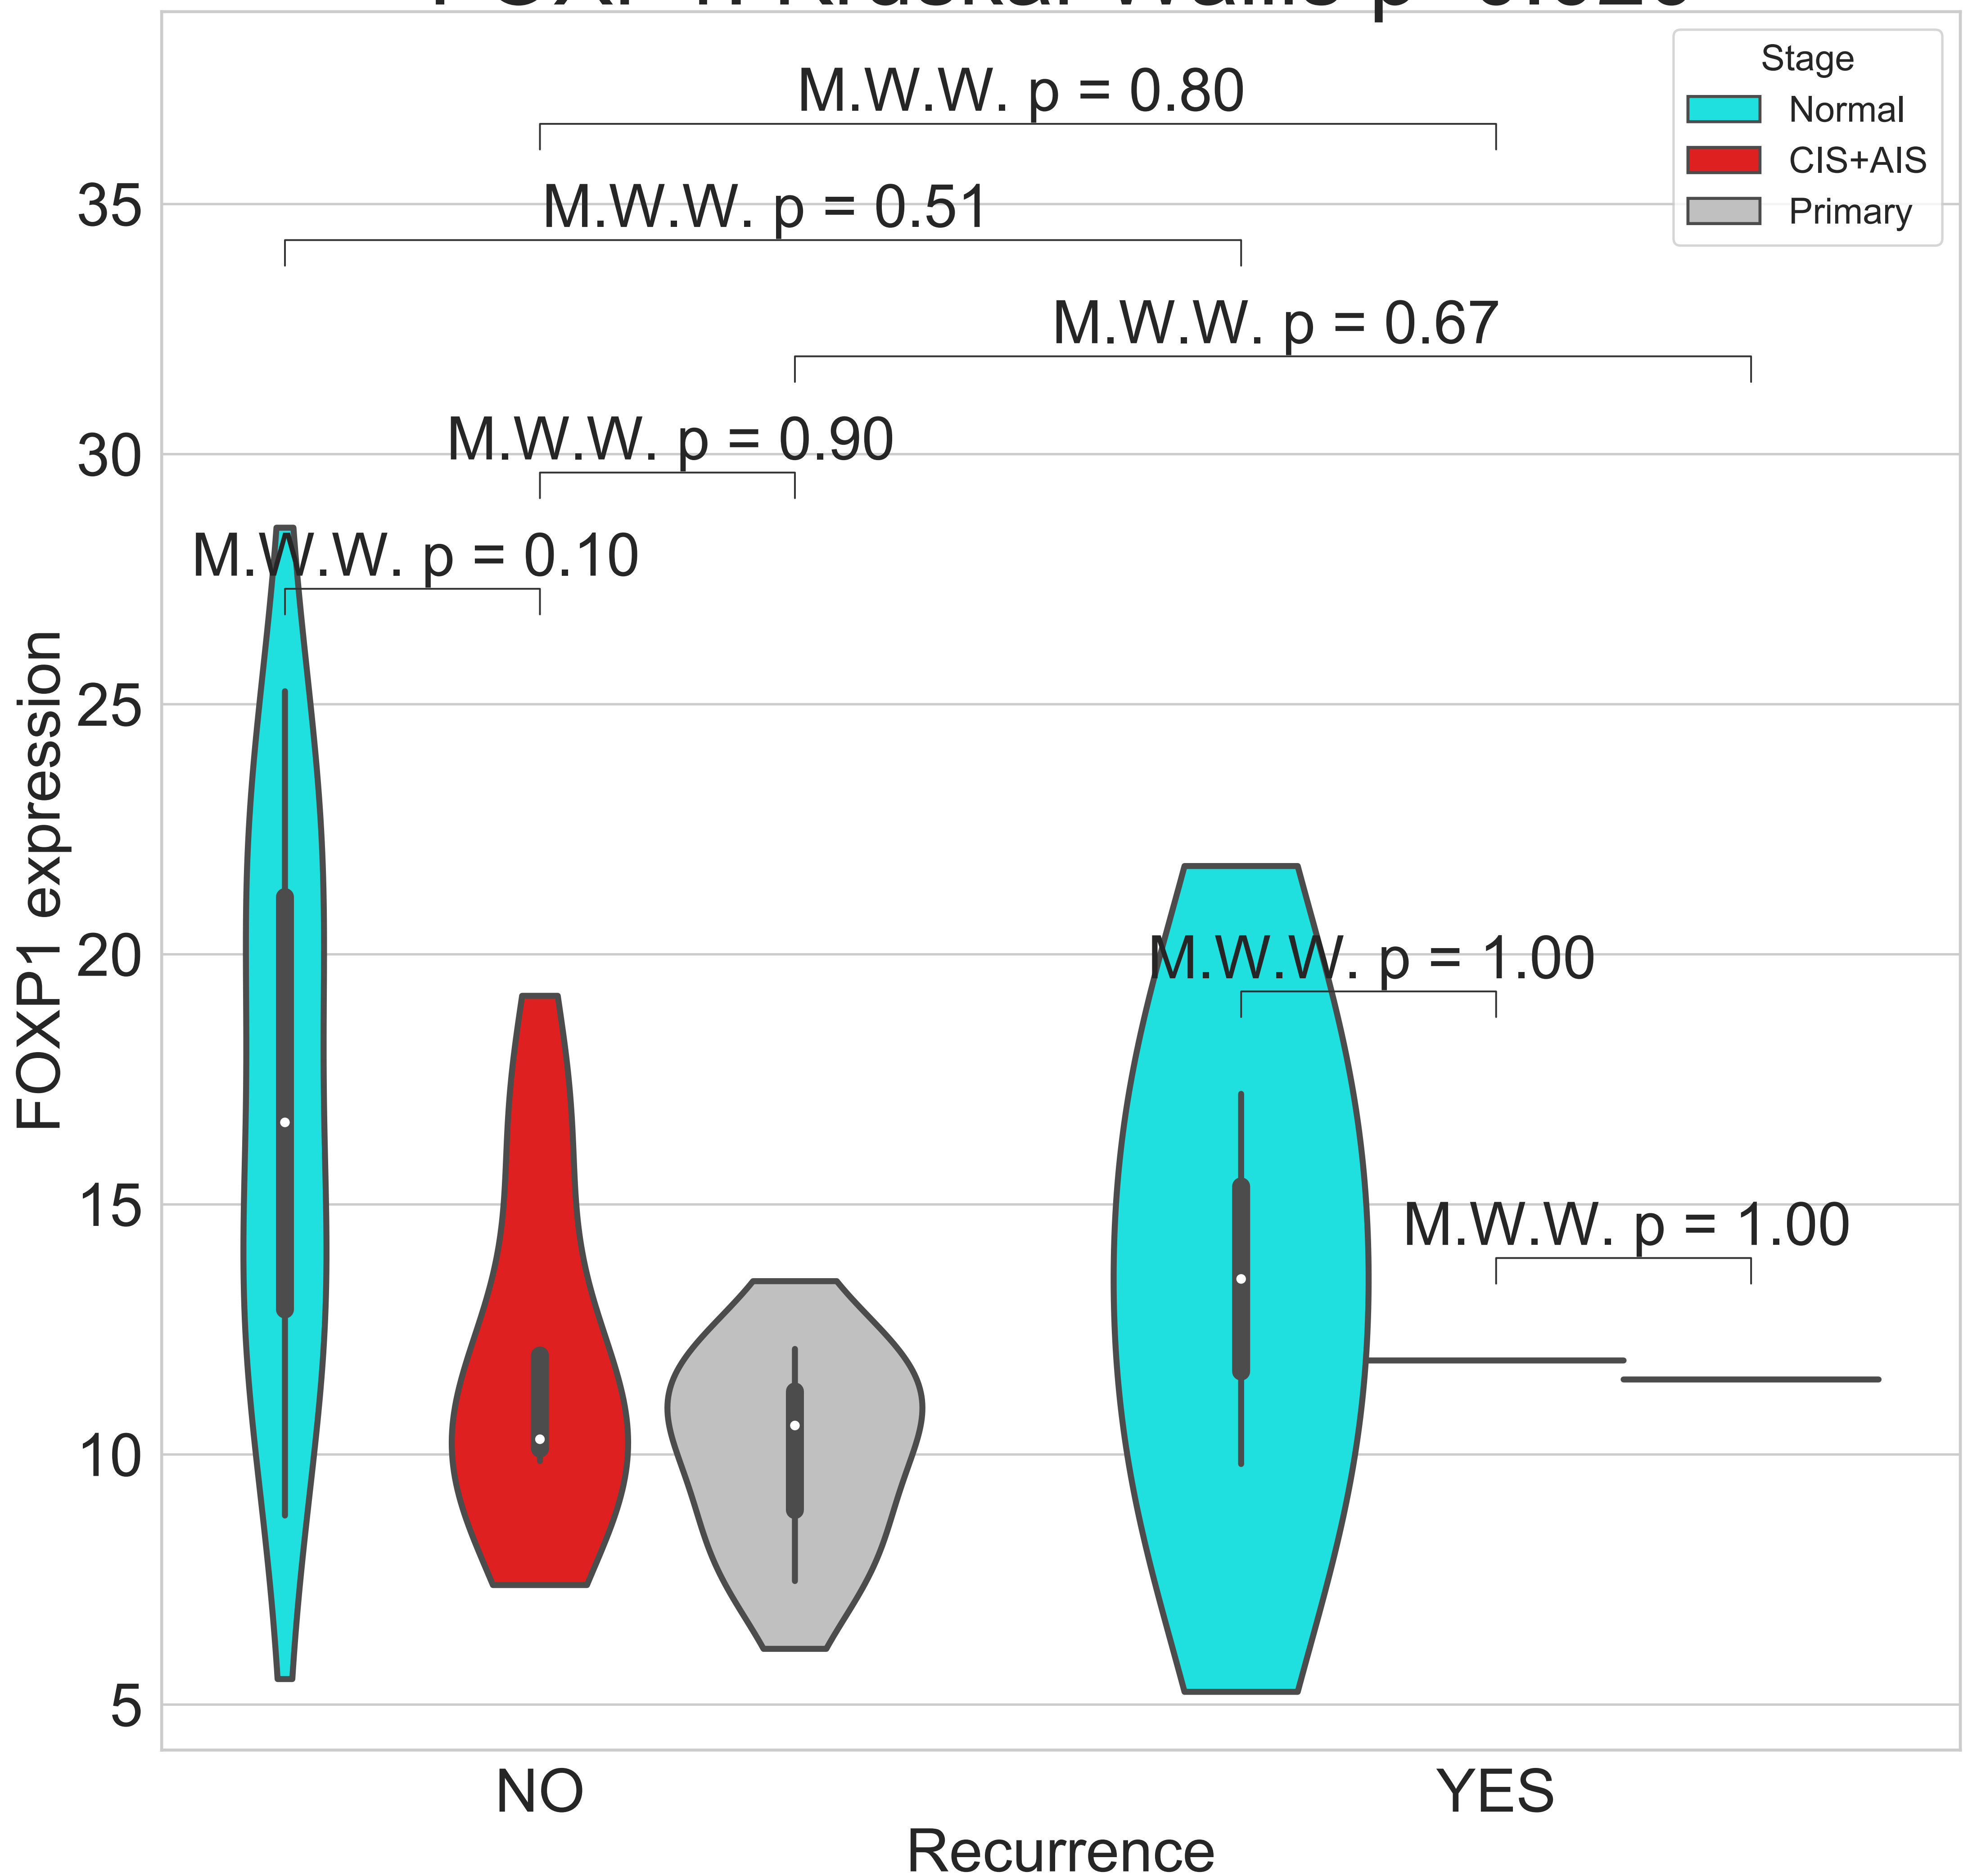 Stage
Normal
CIS+AIS
Primary
M.W.W. p = 0.80
35
M.W.W. p = 0.51
M.W.W. p = 0.67
30
M.W.W. p = 0.90
M.W.W. p = 0.10
25
20
M.W.W. p = 1.00
15
M.W.W. p = 1.00
10
5
FOXP1 expression
NO
YES
Recurrence